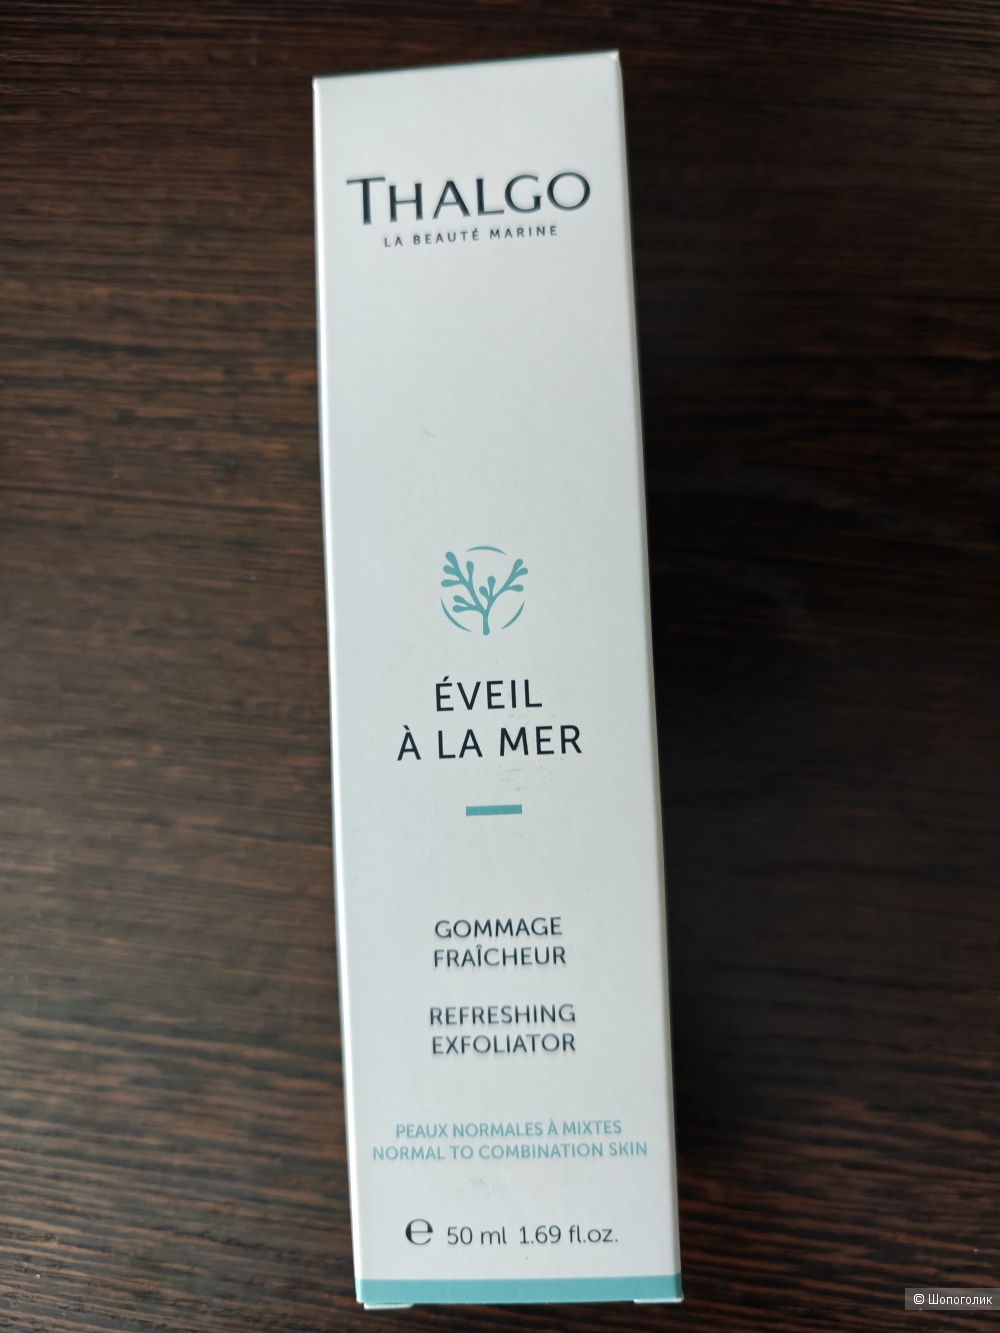 THALGO
LA BEAUTÉ MARINE
ÉVEIL
À LA MER
GOMMAGE
FRAÎCHEUR
REFRESHING
EXFOLIATOR
PEAUX NORMALES À MIXTES
NORMAL TO COMBINATION SKIN
℮ 50 ml 1.69 fl.oz.
© Шопоголик